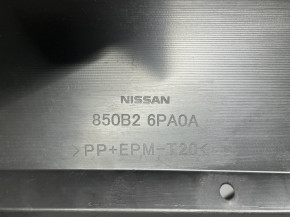 NISSAN
850B2 6PA0A
>PP+EPM-T20<